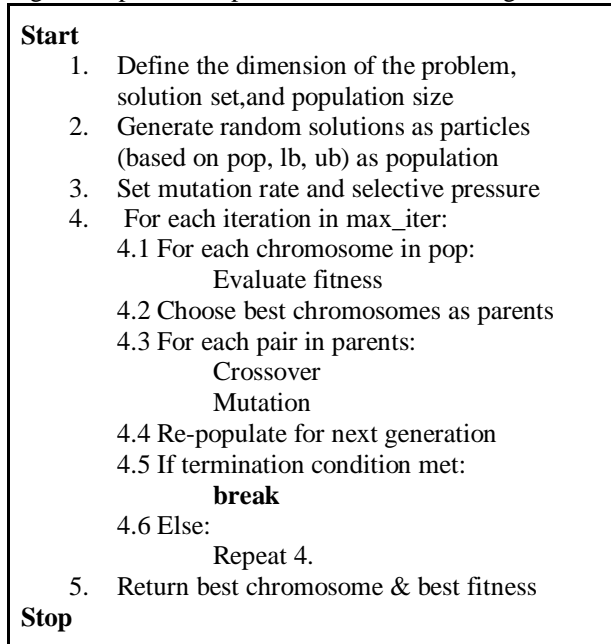 Start
1. Define the dimension of the problem,
solution set,and population size
2. Generate random solutions as particles
(based on pop, lb, ub) as population
3. Set mutation rate and selective pressure
4. For each iteration in max_iter:
4.1 For each chromosome in pop:
Evaluate fitness
4.2 Choose best chromosomes as parents
4.3 For each pair in parents:
Crossover
Mutation
4.4 Re-populate for next generation
4.5 If termination condition met:
break
4.6 Else:
Repeat 4.
5. Return best chromosome & best fitness
Stop